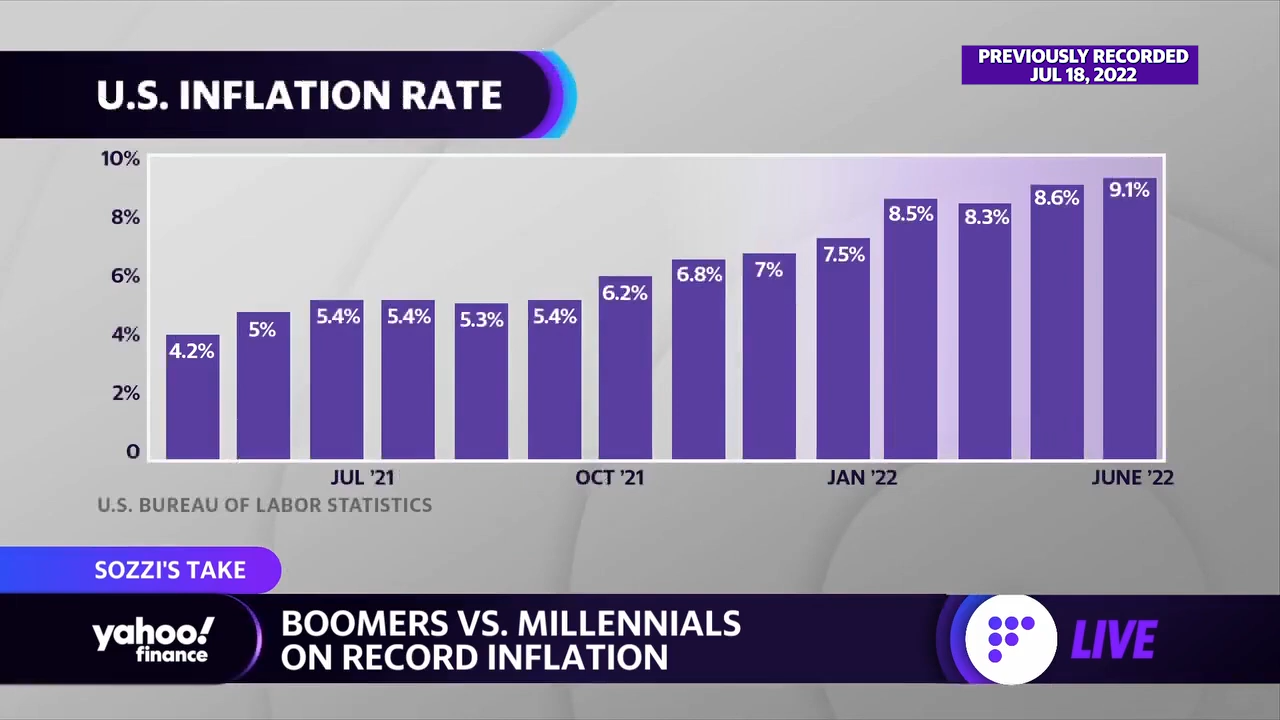 PREVIOUSLY RECORDED
JUL 18, 2022
U.S. INFLATION RATE
10%
8%
6%
4%
2%
0
4.2%
5%
5.4%
5.4%
5.3%
5.4%
6.2%
6.8%
7%
7.5%
8.5%
8.3%
8.6%
9.1%
JUL ’21
OCT ’21
JAN ’22
JUNE ’22
U.S. BUREAU OF LABOR STATISTICS
SOZZI'S TAKE
yahoo!
finance
BOOMERS VS. MILLENNIALS
ON RECORD INFLATION
LIVE